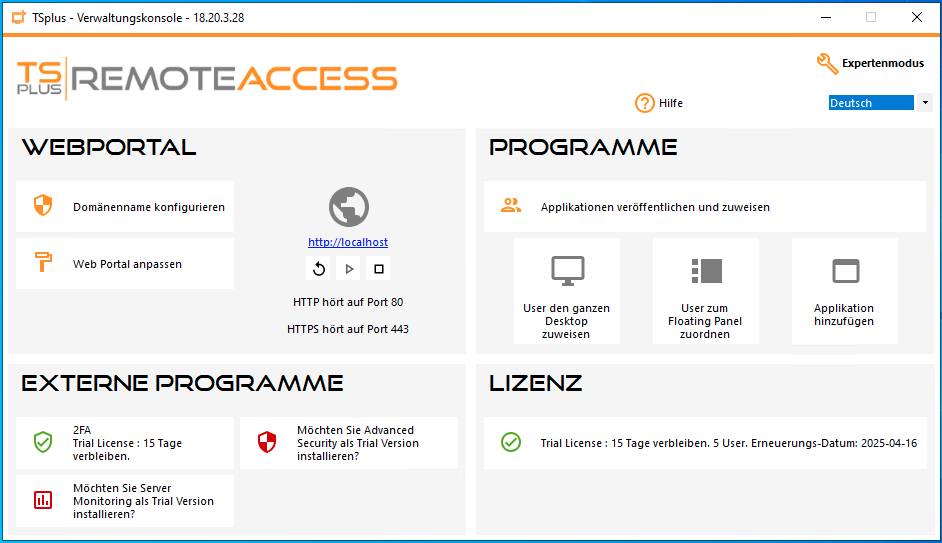 TSplus - Verwaltungskonsole - 18.20.3.28
TS PLUS REMOTEACCESS
Expertenmodus
Hilfe
Deutsch
WEBPORTAL
Domänenname konfigurieren
Web Portal anpassen
http://localhost
HTTP hört auf Port 80
HTTPS hört auf Port 443
PROGRAMME
Applikationen veröffentlichen und zuweisen
User den ganzen
Desktop
zuweisen
User zum
Floating Panel
zuordnen
Applikation
hinzufügen
EXTERNE PROGRAMME
2FA
Trial License : 15 Tage
verbleiben.
Möchten Sie Advanced
Security als Trial Version
installieren?
Möchten Sie Server
Monitoring als Trial Version
installieren?
LIZENZ
Trial License : 15 Tage verbleiben. 5 User. Erneuerungs-Datum: 2025-04-16